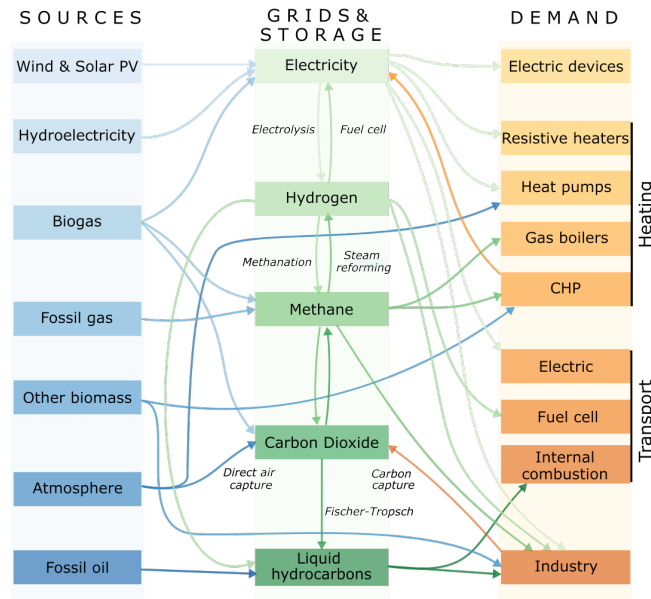 SOURCES
GRIDS &
STORAGE
DEMAND
Wind & Solar PV
Hydroelectricity
Biogas
Fossil gas
Other biomass
Atmosphere
Fossil oil
Electricity
Electrolysis
Fuel cell
Hydrogen
Methanation
Steam
reforming
Methane
Carbon Dioxide
Direct air
capture
Carbon
capture
Fischer-Tropsch
Liquid
hydrocarbons
Electric devices
Resistive heaters
Heat pumps
Gas boilers
CHP
Heating
Electric
Fuel cell
Internal
combustion
Transport
Industry